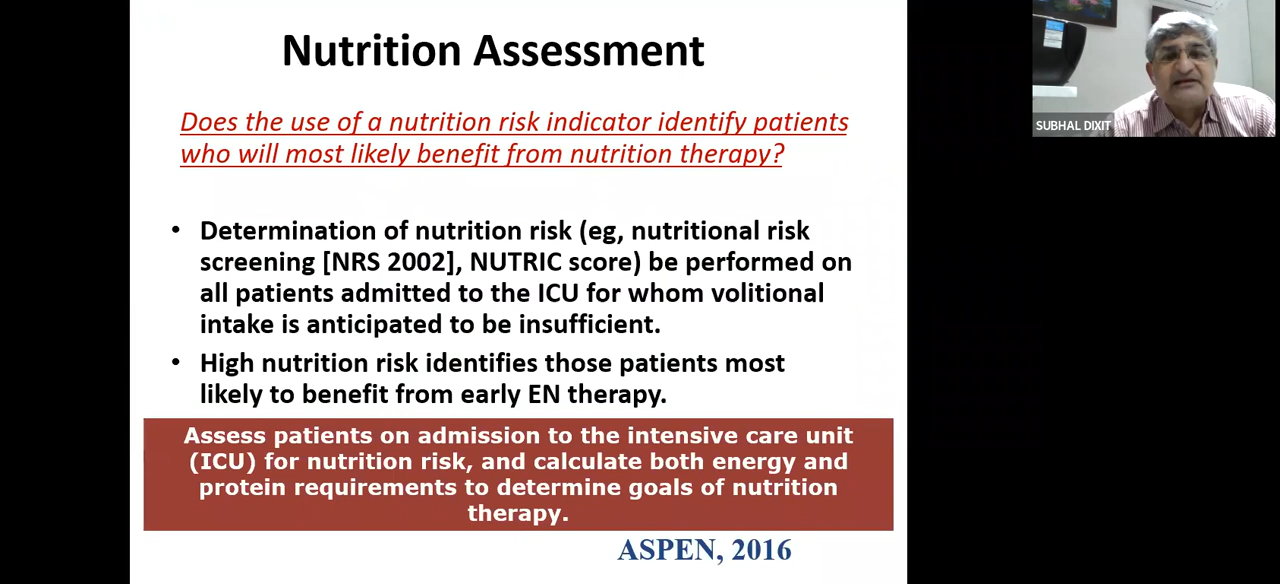 Nutrition Assessment
Does the use of a nutrition risk indicator identify patients
who will most likely benefit from nutrition therapy?
• Determination of nutrition risk (eg, nutritional risk
screening [NRS 2002], NUTRIC score) be performed on
all patients admitted to the ICU for whom volitional
intake is anticipated to be insufficient.
• High nutrition risk identifies those patients most
likely to benefit from early EN therapy.
Assess patients on admission to the intensive care unit
(ICU) for nutrition risk, and calculate both energy and
protein requirements to determine goals of nutrition
therapy.
ASPEN, 2016
SUBHAL DIXIT